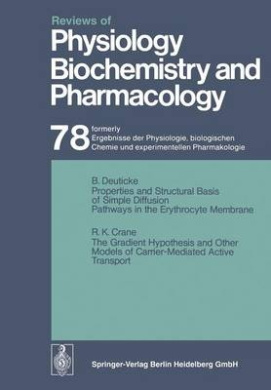 Reviews of
Physiology
Biochemistry and
Pharmacology
78 formerly
Ergebnisse der Physiologie, biologischen
Chemie und experimentellen Pharmakologie
B. Deuticke
Properties and Structural Basis
of Simple Diffusion
Pathways in the Erythrocyte Membrane
R. K. Crane
The Gradient Hypothesis and Other
Models of Carrier-Mediated Active
Transport
Springer-Verlag Berlin Heidelberg GmbH